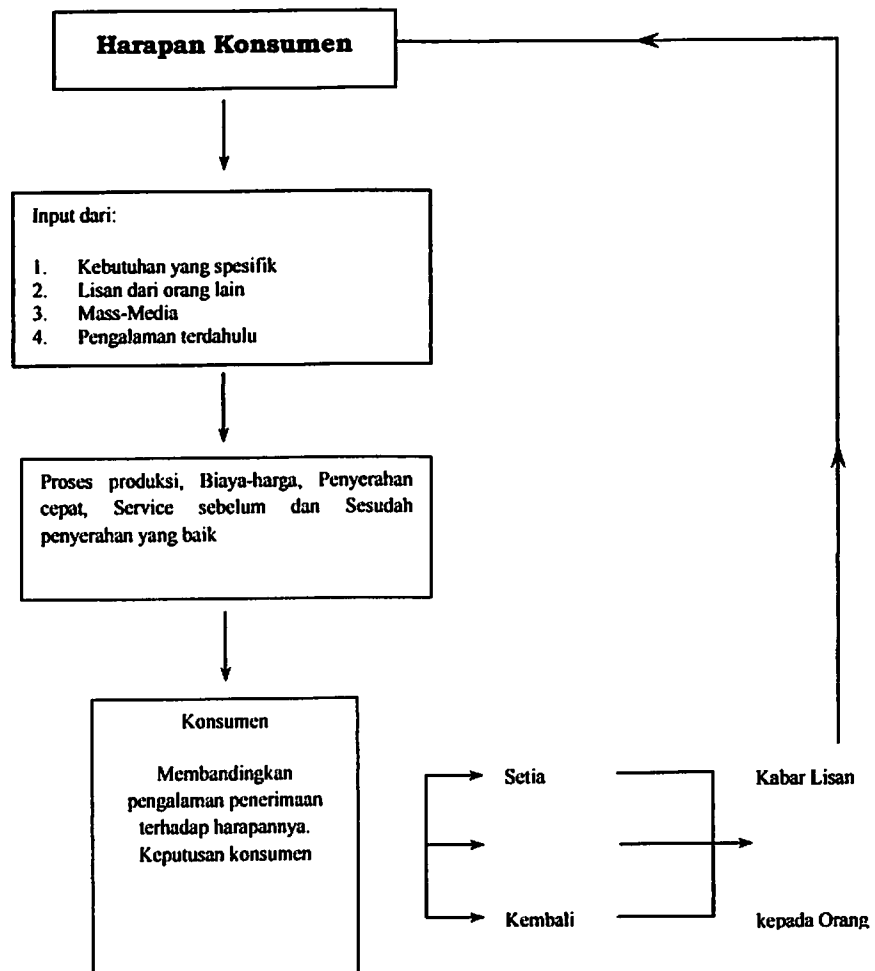 Harapan Konsumen
Input dari:
1. Kebutuhan yang spesifik
2. Lisan dari orang lain
3. Mass-Media
4. Pengalaman terdahulu
Proses produksi, Biaya-harga, Penyerahan
cepat, Service sebelum dan Sesudah
penyerahan yang baik
Konsumen
Membandingkan
pengalaman penerimaan
terhadap harapannya.
Keputusan konsumen
Setia
Kabar Lisan
Kembali
kepada Orang